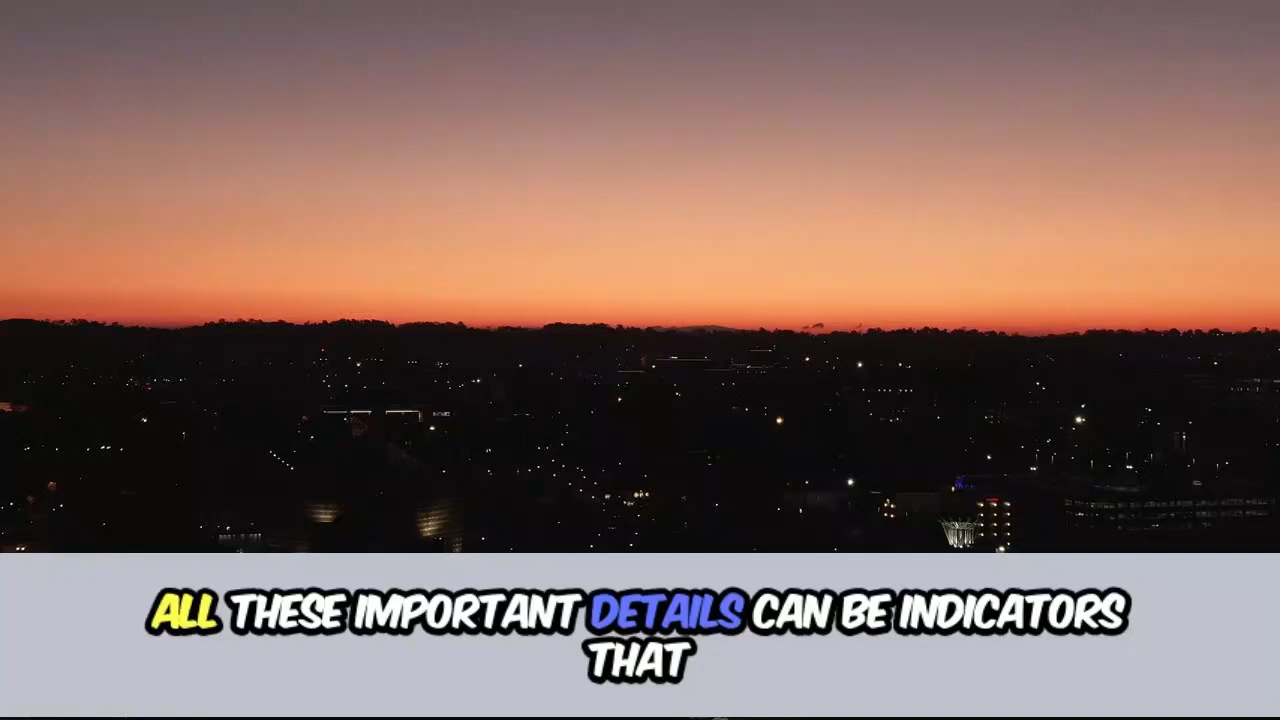 ALL THESE IMPORTANT DETAILS CAN BE INDICATORS
THAT